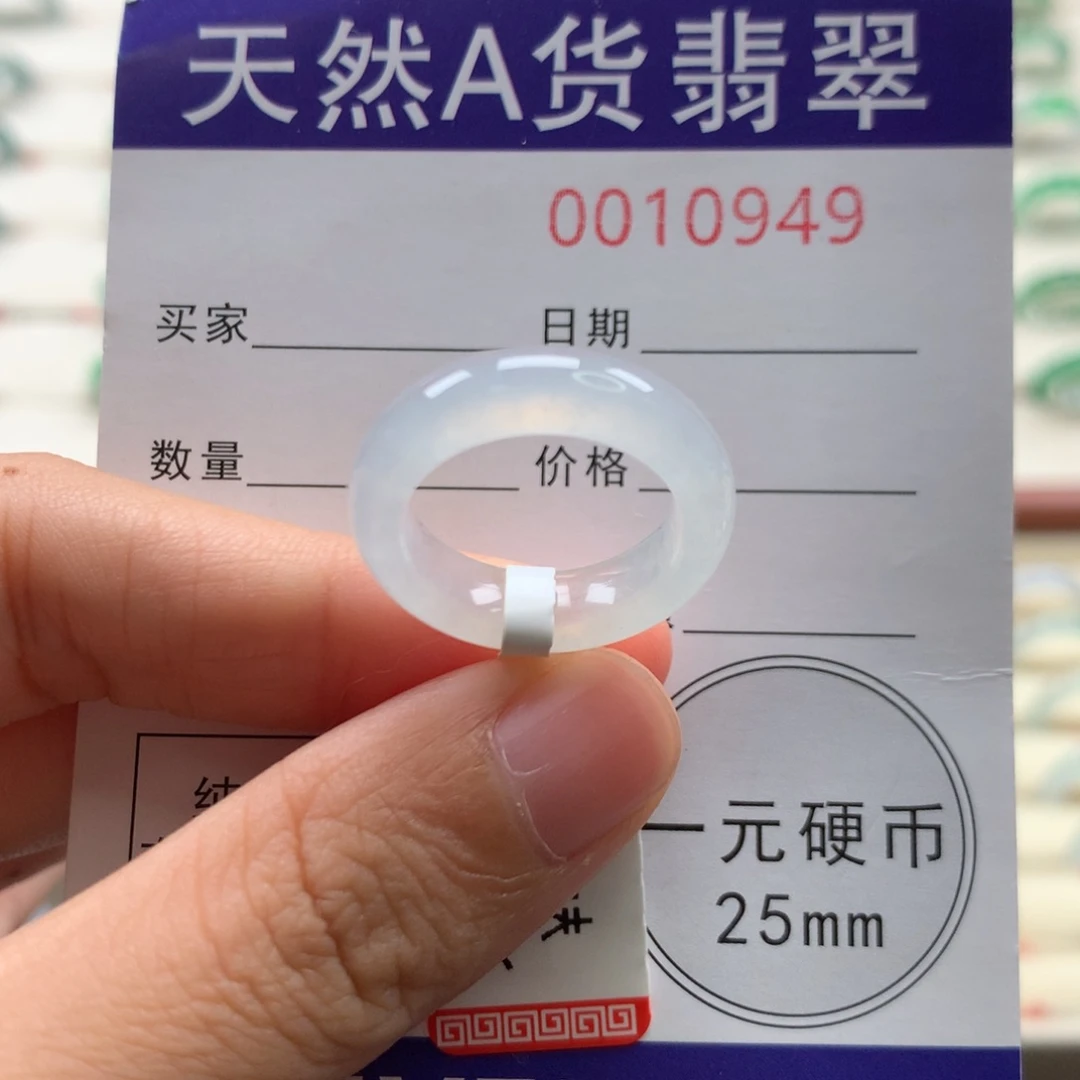 天然A货翡翠
0010949
买家 日期
数量 价格
一元硬币
25mm